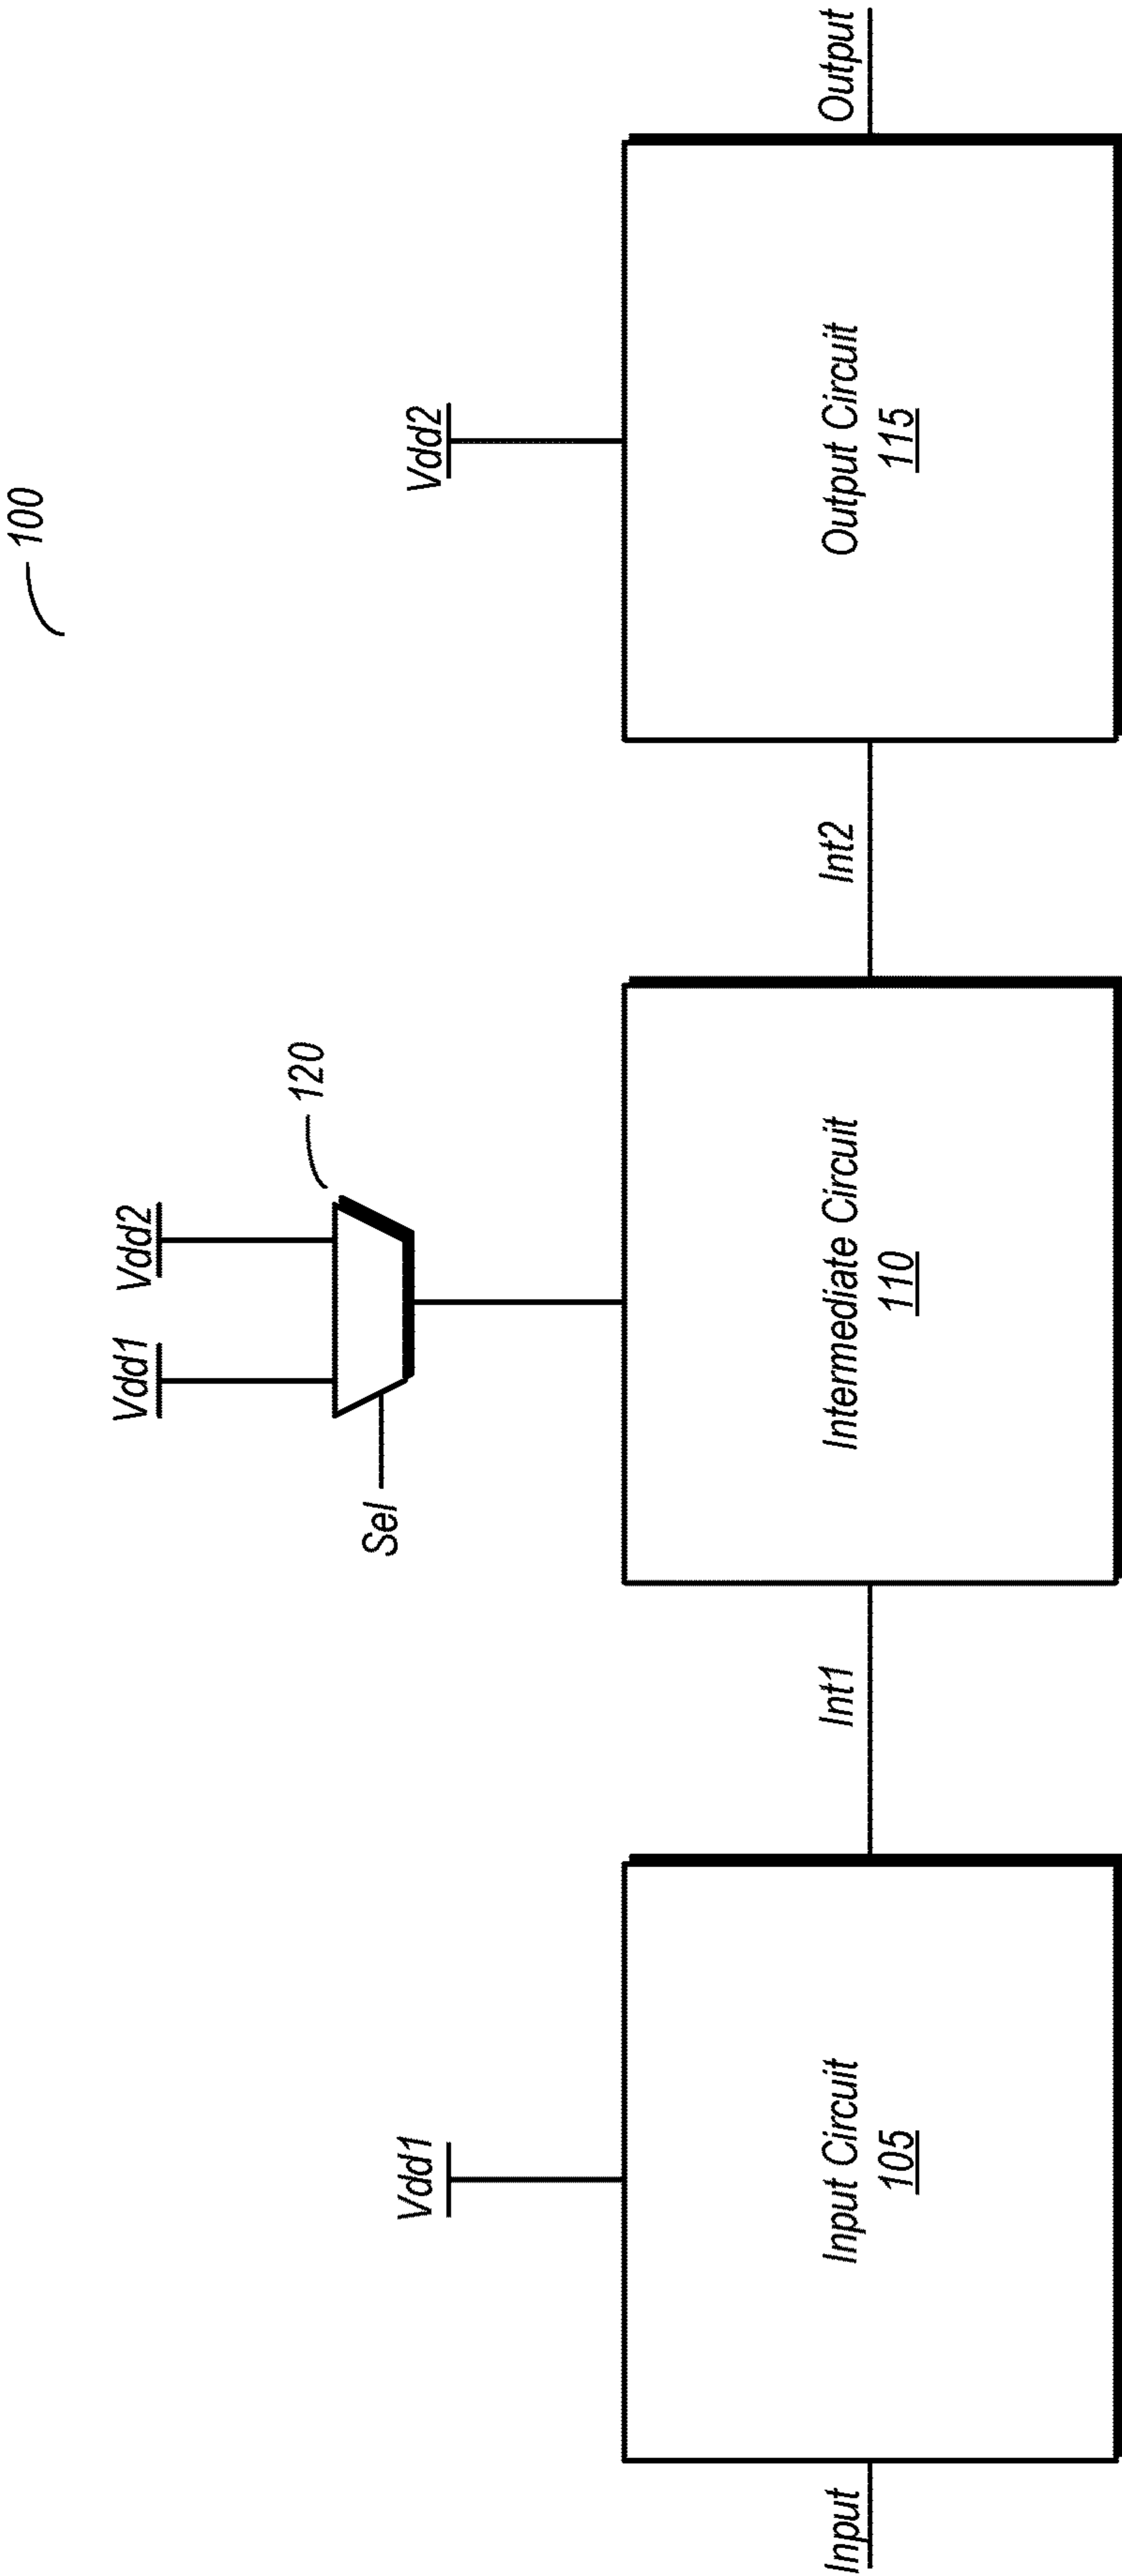 100
Vdd1
Vdd2
120
Sel
Vdd1
Vdd2
Input
Input Circuit
105
Int1
Intermediate Circuit
110
Int2
Output Circuit
115
Output